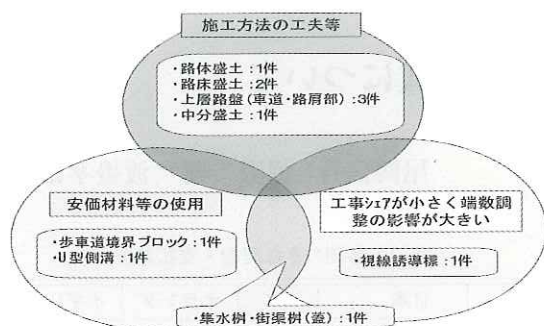 施工方法の工夫等
・路体盛土：1件
・路床盛土：2件
・上層路盤（車道・路肩部）：3件
・中分盛土：1件
安価材料等の使用
・歩車道境界ブロック：1件
・U型側溝：1件
工事ｼｪｱが小さく端数調
整の影響が大きい
・視線誘導標：1件
・集水樹・街渠樹（蓋）：1件